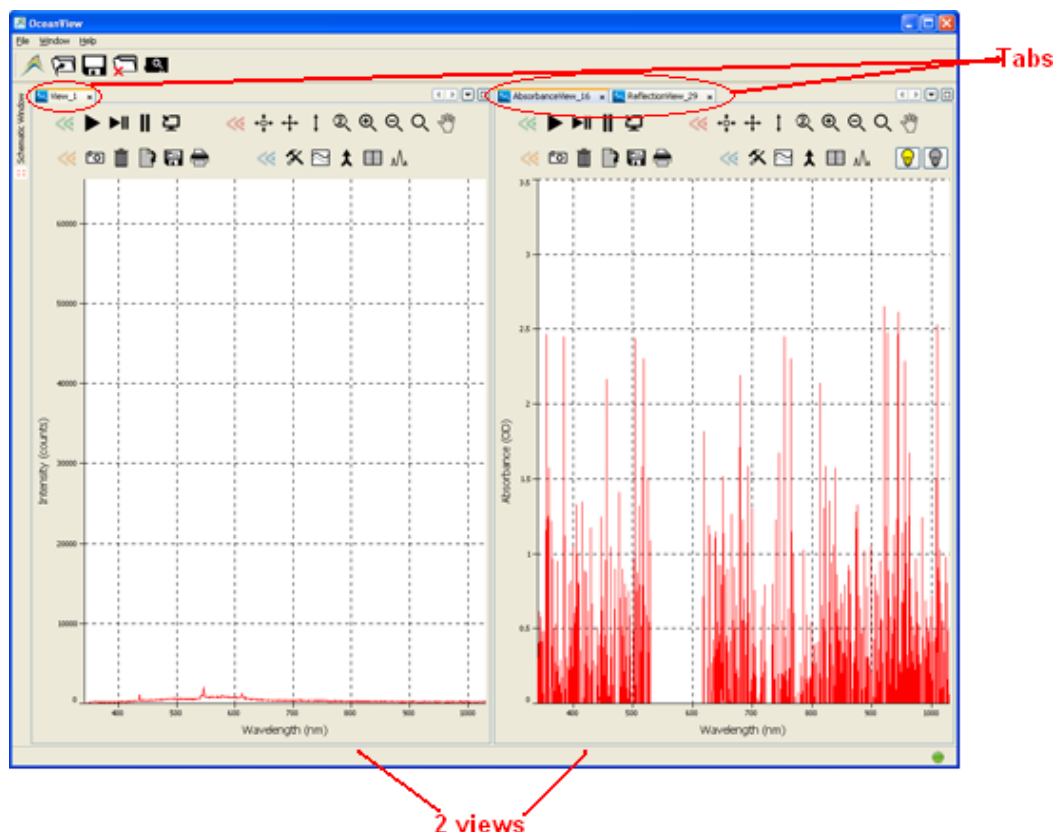 OceanView
File Window Help
Tabs
Schematic Window
View_1
AbsorbanceView_16
ReflectionView_29
60000
50000
40000
30000
20000
10000
0
Intensity (counts)
400 500 600 700 800 900 1000
Wavelength (nm)
3.5
3
2.5
2
1.5
1
0.5
0
Absorbance (OD)
400 500 600 700 800 900 1000
Wavelength (nm)
2 views